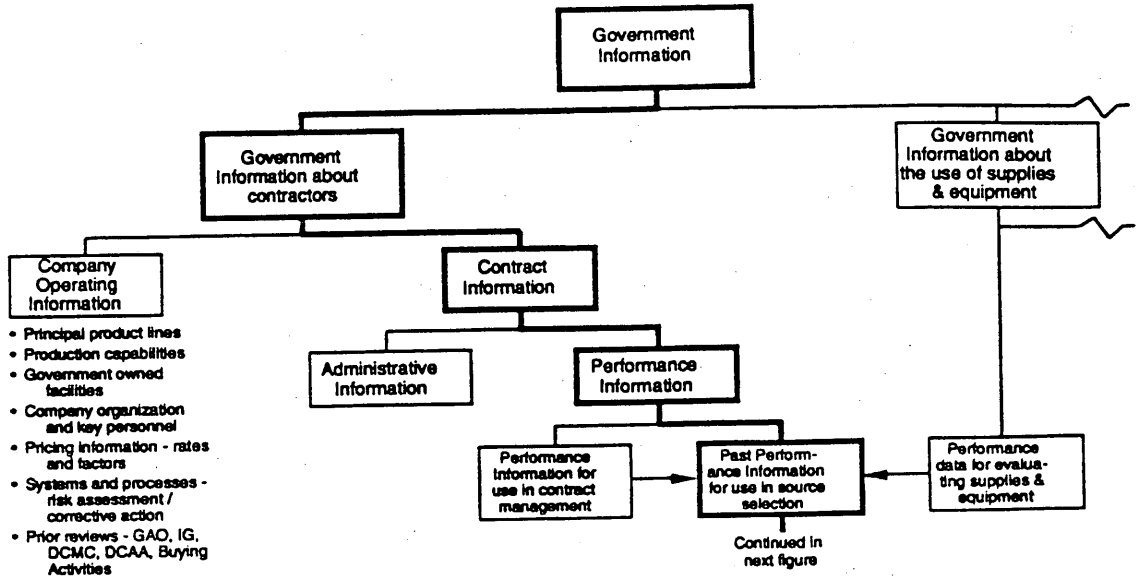 Government
Information
Government
Information about
contractors
Government
Information about
the use of supplies
& equipment
Company
Operating
Information
• Principal product lines
• Production capabilities
• Government owned
facilities
• Company organization
and key personnel
• Pricing information - rates
and factors
• Systems and processes -
risk assessment /
corrective action
• Prior reviews - GAO, IG,
DCMC, DCAA, Buying
Activities
Contract
Information
Administrative
Information
Performance
Information
Performance
Information for
use in contract
management
Past Perform-
ance Information
for use in source
selection
Performance
data for evalua-
ting supplies &
equipment
Continued in
next figure